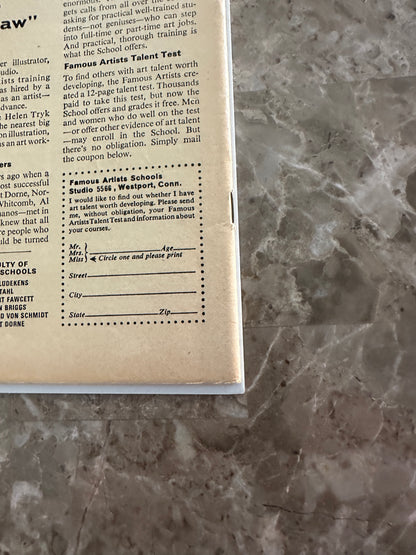 aw"
r illustrator,
udio.
ists training
as hired by a
as an artist—
dvance.
e Helen Tryk
he nearest big
n illustration,
s an art work-
ers
ars ago when a
ost successful
t Dorne, Nor-
Whitcomb, Al
anos—met in
knew that all
re people who
ould be turned
LTY OF
SCHOOLS
LUDEKENS
TAHL
RT FAWCETT
N BRIGGS
D VON SCHMIDT
T DORNE
enormous.
gets calls from all over the
asking for practical well-trained stu-
dents—not geniuses—who can step
into full-time or part-time art jobs.
And practical, thorough training is
what the School offers.
Famous Artists Talent Test
To find others with art talent worth
developing, the Famous Artists cre-
ated a 12-page talent test. Thousands
paid to take this test, but now the
School offers and grades it free. Men
and women who do well on the test
—or offer other evidence of art talent
—may enroll in the School. But
there's no obligation. Simply mail
the coupon below.
Famous Artists Schools
Studio 5566, Westport, Conn.
I would like to find out whether I have
art talent worth developing. Please send
me, without obligation, your Famous
Artists Talent Test and information about
your courses.
Mr. Age
Mrs.
Miss Circle one and please print
Street
City
State Zip